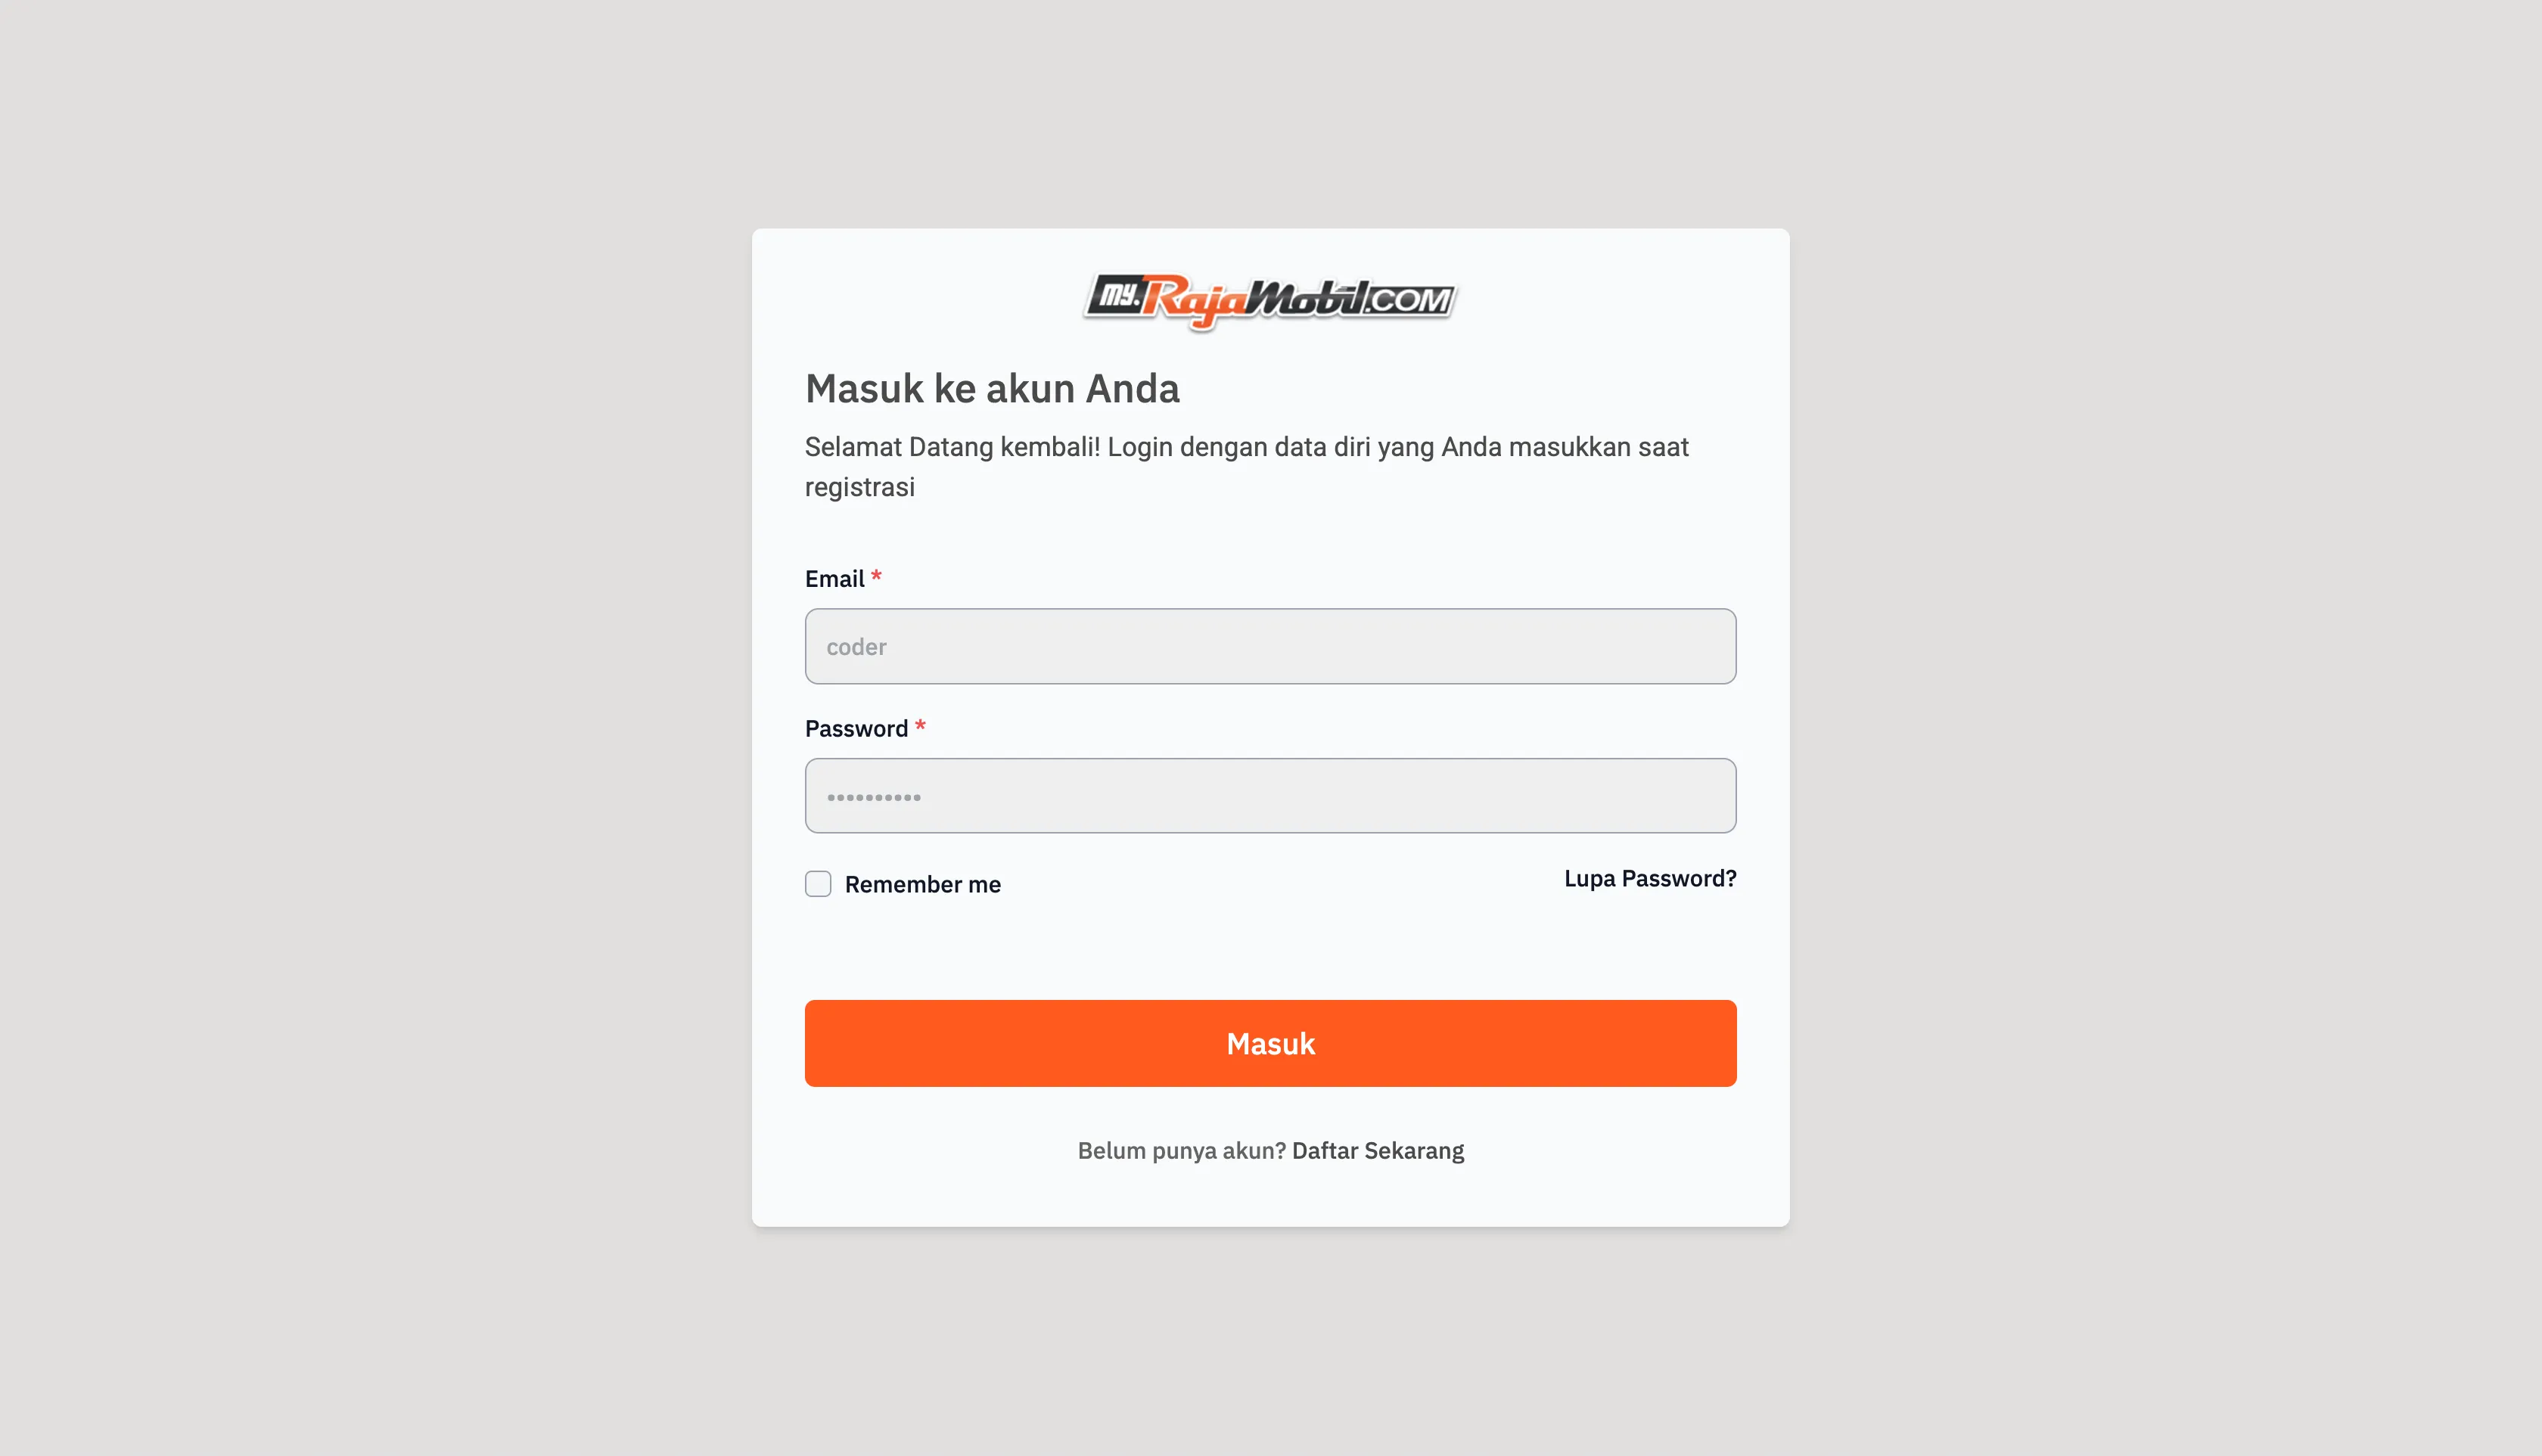 my.RajaMobil.COM
Masuk ke akun Anda
Selamat Datang kembali! Login dengan data diri yang Anda masukkan saat
registrasi
Email *
coder
Password *
••••••••••
Remember me
Lupa Password?
Masuk
Belum punya akun? Daftar Sekarang